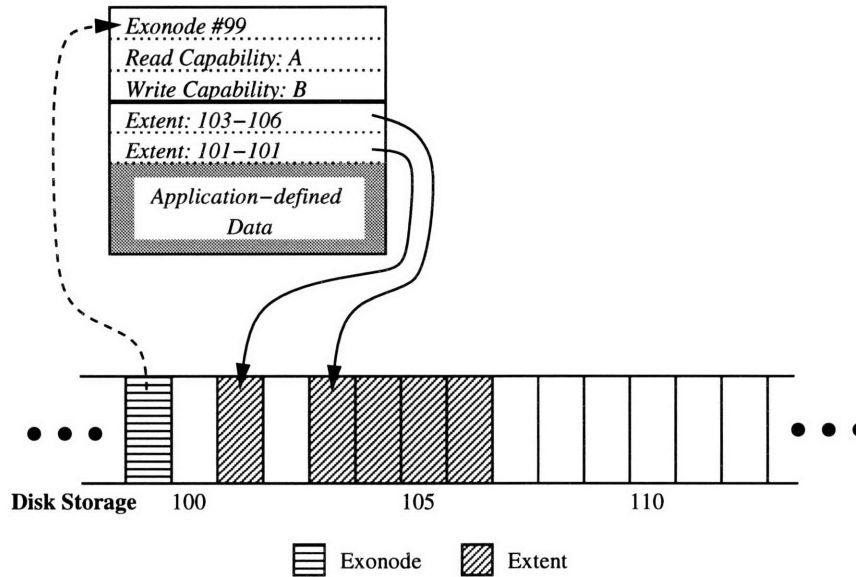 Exonode #99
Read Capability: A
Write Capability: B
Extent: 103−106
Extent: 101−101
Application−defined
Data
Disk Storage 100 105 110
Exonode Extent